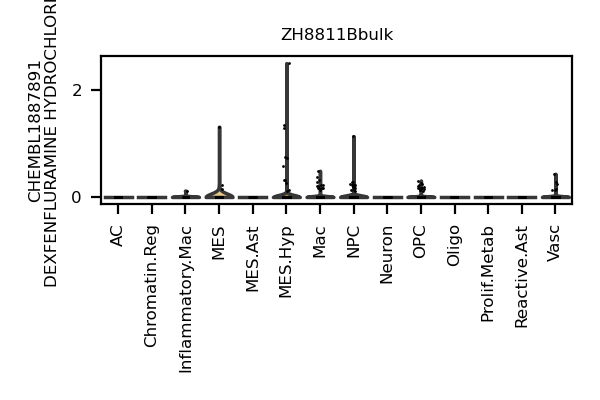 ZH8811Bbulk
CHEMBL1887891
DEXFENFLURAMINE HYDROCHLORI
2
0
AC
Chromatin.Reg
Inflammatory.Mac
MES
MES.Ast
MES.Hyp
Mac
NPC
Neuron
OPC
Oligo
Prolif.Metab
Reactive.Ast
Vasc